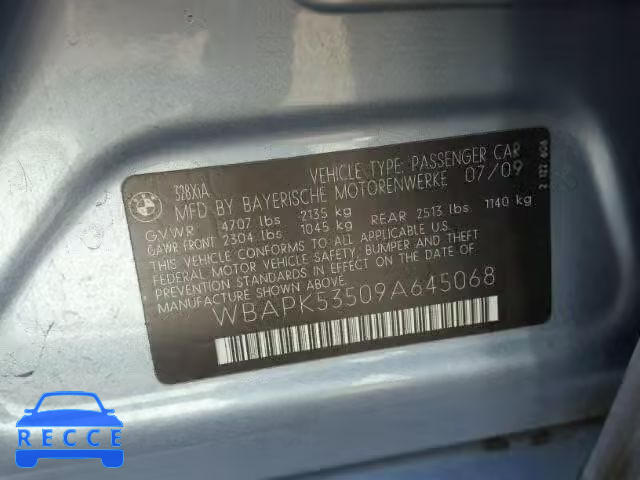 BMW
328XIA
VEHICLE TYPE: PASSENGER CAR
MFD BY BAYERISCHE MOTORENWERKE 07/09
GVWR 4707 lbs 2135 kg
GAWR FRONT 2304 lbs 1045 kg REAR 2513 lbs 1140 kg
THIS VEHICLE CONFORMS TO ALL APPLICABLE U.S.
FEDERAL MOTOR VEHICLE SAFETY, BUMPER AND THEFT
PREVENTION STANDARDS IN EFFECT ON THE DATE OF
MANUFACTURE SHOWN ABOVE
WBAPK53509A645068
RECCE